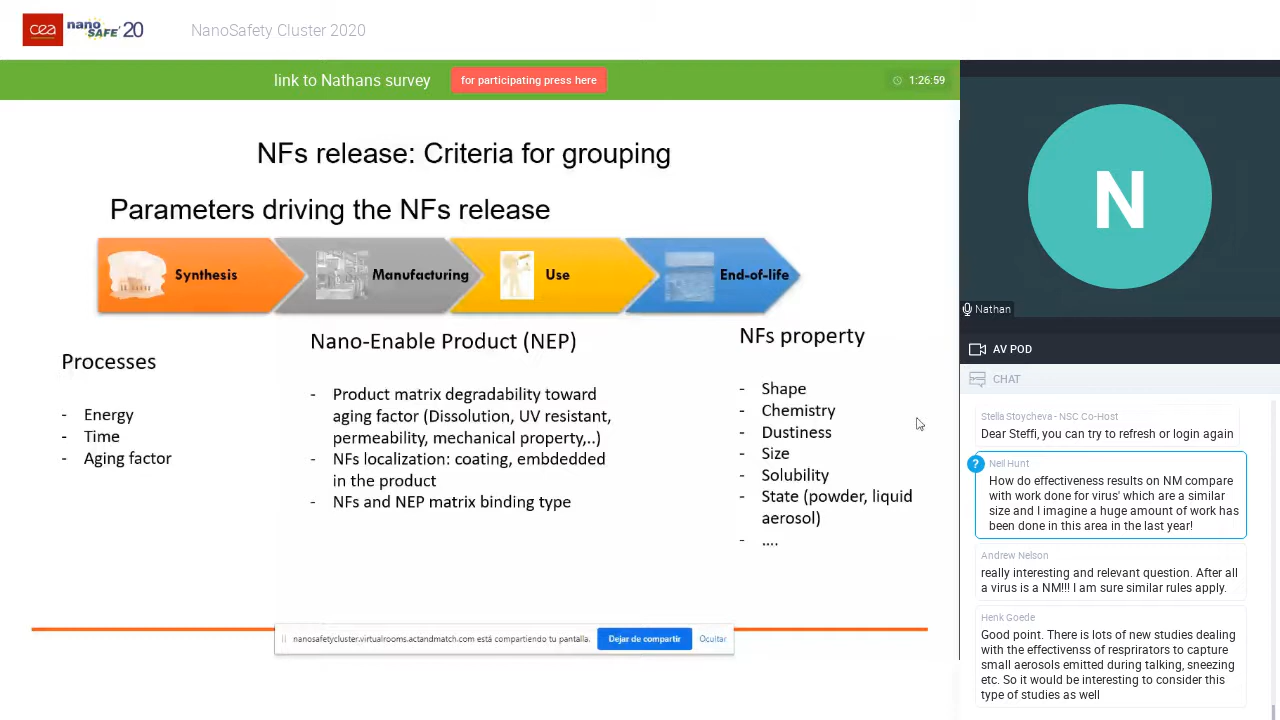 cea nano SAFE'20
NanoSafety Cluster 2020
link to Nathans survey
for participating press here
1:26:59
NFs release: Criteria for grouping
Parameters driving the NFs release
Synthesis
Manufacturing
Use
End-of-life
Processes
- Energy
- Time
- Aging factor
Nano-Enable Product (NEP)
- Product matrix degradability toward
aging factor (Dissolution, UV resistant,
permeability, mechanical property,..)
- NFs localization: coating, embdedded
in the product
- NFs and NEP matrix binding type
NFs property
- Shape
- Chemistry
- Dustiness
- Size
- Solubility
- State (powder, liquid
aerosol)
- ....
nanosafetycluster.virtualrooms.actandmatch.com está compartiendo tu pantalla.
Dejar de compartir
Ocultar
N
Nathan
AV POD
CHAT
Stella Stoycheva - NSC Co-Host
Dear Steffi, you can try to refresh or login again
?
Neil Hunt
How do effectiveness results on NM compare
with work done for virus' which are a similar
size and I imagine a huge amount of work has
been done in this area in the last year!
Andrew Nelson
really interesting and relevant question. After all
a virus is a NM!!! I am sure similar rules apply.
Henk Goede
Good point. There is lots of new studies dealing
with the effectivenss of resprirators to capture
small aerosols emitted during talking, sneezing
etc. So it would be interesting to consider this
type of studies as well